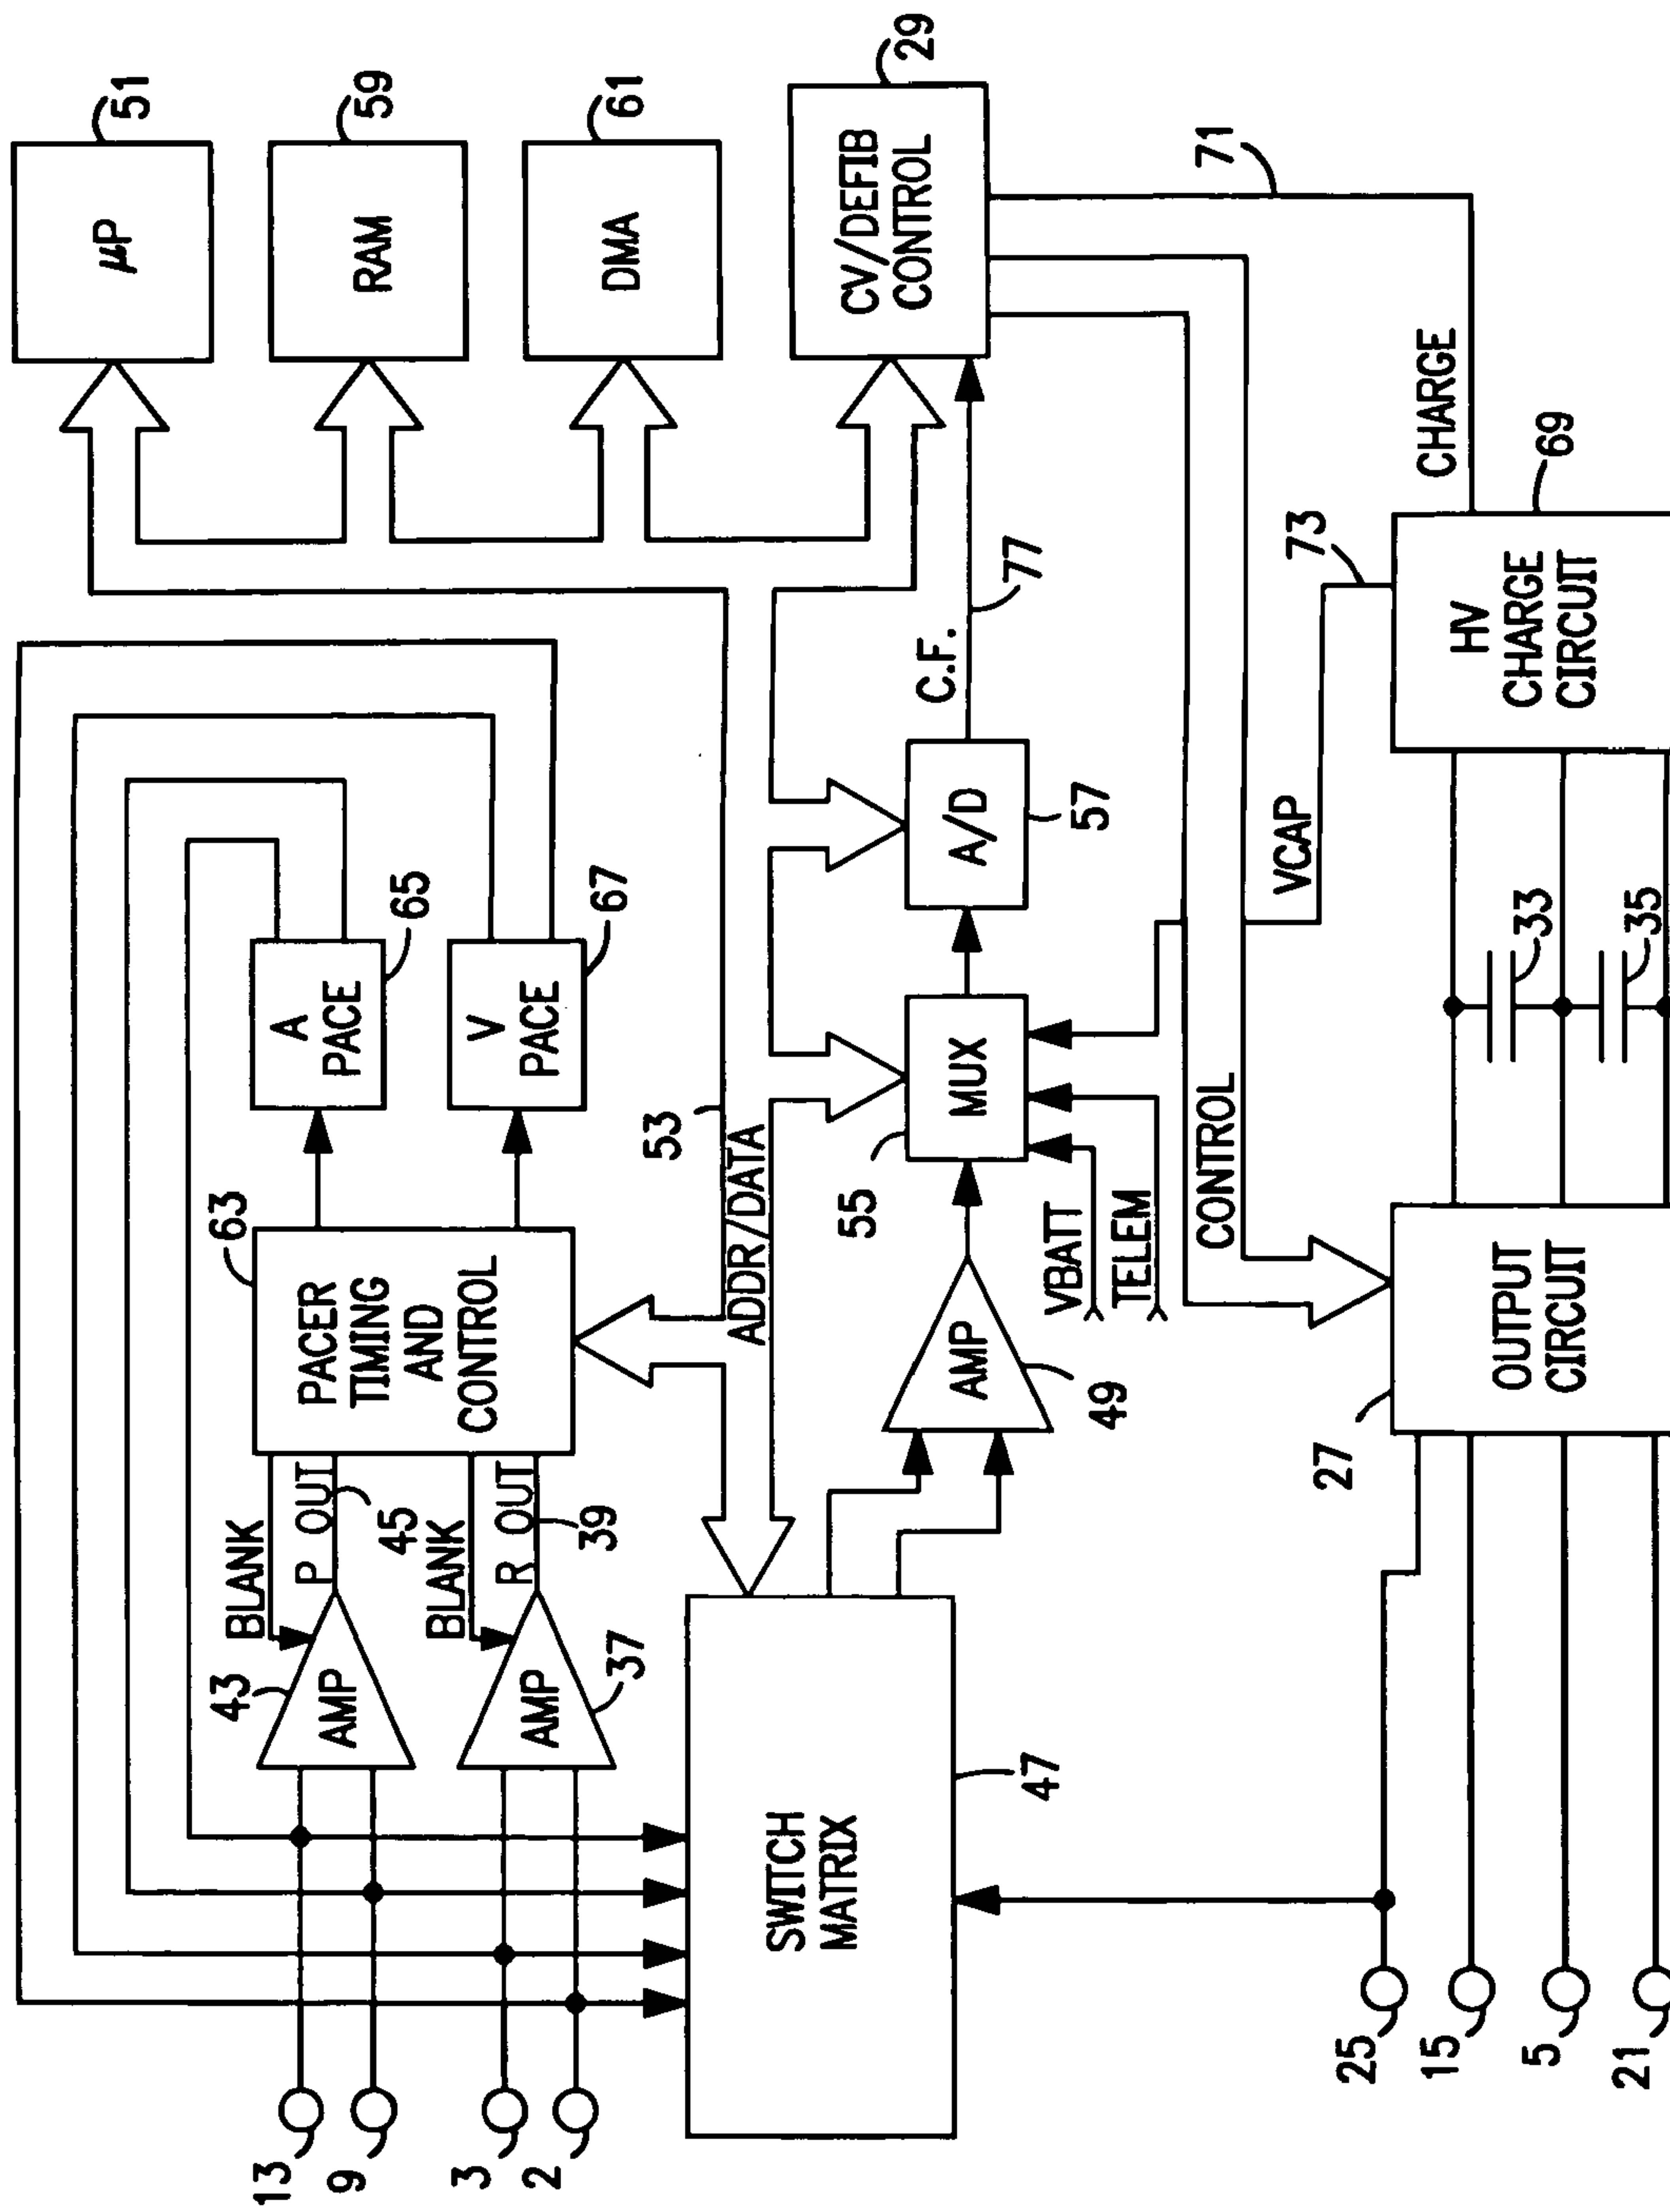 13
9
3
2
43
AMP
BLANK
P OUT
45
37
AMP
BLANK
R OUT
39
63
PACER
TIMING
AND
CONTROL
A
PACE
65
V
PACE
67
μP
51
RAM
59
DMA
61
53
ADDR/DATA
SWITCH
MATRIX
47
AMP
49
55
MUX
VBATT
TELEM
A/D
57
C.F.
77
CV/DEFIB
CONTROL
29
CONTROL
VCAP
73
CHARGE
71
25
15
5
21
27
OUTPUT
CIRCUIT
33
35
HV
CHARGE
CIRCUIT
69